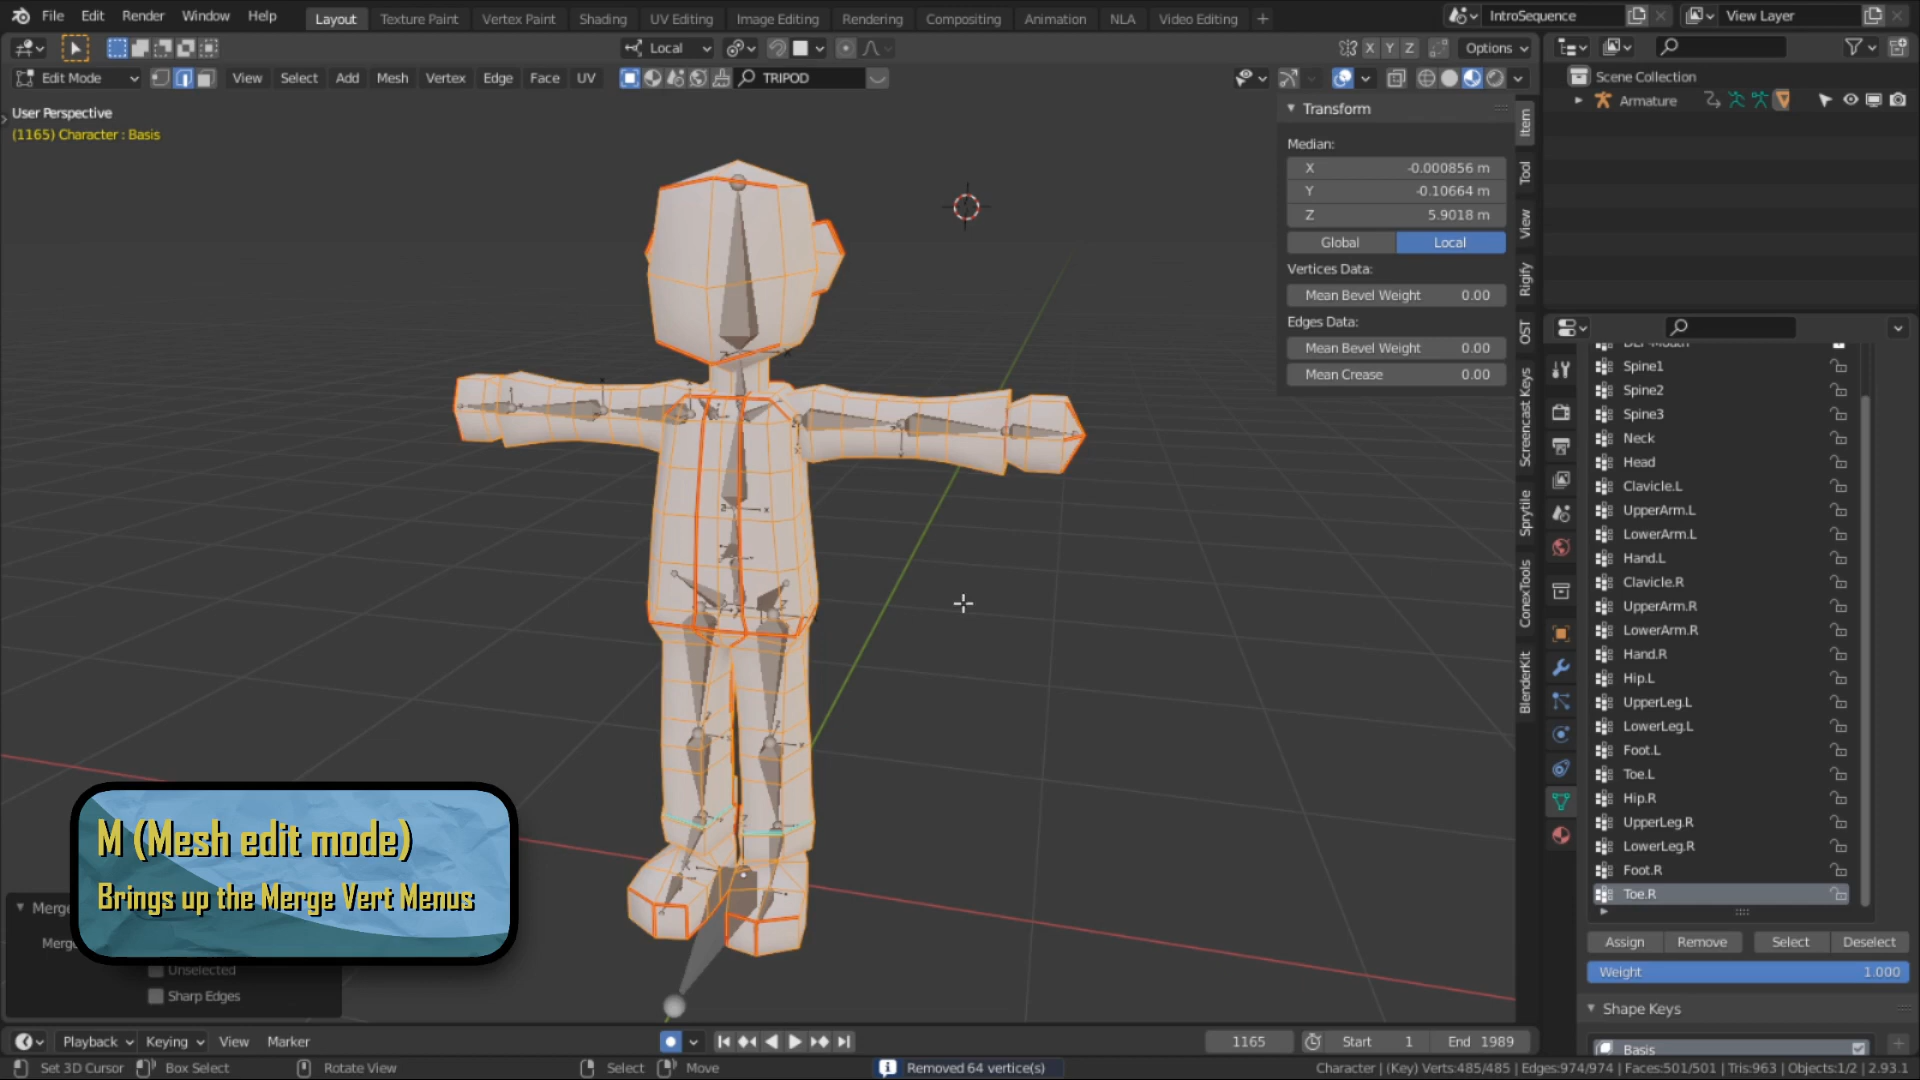 File Edit Render Window Help Layout Texture Paint Vertex Paint Shading UV Editing Image Editing Rendering Compositing Animation NLA Video Editing + IntroSequence View Layer
Local X Y Z Options
Edit Mode View Select Add Mesh Vertex Edge Face UV TRIPOD
User Perspective
(1165) Character : Basis
Transform
Median:
X -0.000856 m
Y -0.10664 m
Z 5.9018 m
Global Local
Vertices Data:
Mean Bevel Weight 0.00
Edges Data:
Mean Bevel Weight 0.00
Mean Crease 0.00
Item
Tool
View
Rigify
OST
Screencast Keys
Sprytile
ConexTools
BlenderKit
Scene Collection
Armature
DEF-Mouth
Spine1
Spine2
Spine3
Neck
Head
Clavicle.L
UpperArm.L
LowerArm.L
Hand.L
Clavicle.R
UpperArm.R
LowerArm.R
Hand.R
Hip.L
UpperLeg.L
LowerLeg.L
Foot.L
Toe.L
Hip.R
UpperLeg.R
LowerLeg.R
Foot.R
Toe.R
Assign Remove Select Deselect
Weight 1.000
Shape Keys
Basis
M (Mesh edit mode)
Brings up the Merge Vert Menus
Merge
Unselected
Sharp Edges
Playback Keying View Marker 1165 Start 1 End 1989
Set 3D Cursor Box Select Rotate View Select Move Removed 64 vertice(s) Character | (Key) Verts:485/485 | Edges:974/974 | Faces:501/501 | Tris:963 | Objects:1/2 | 2.93.1